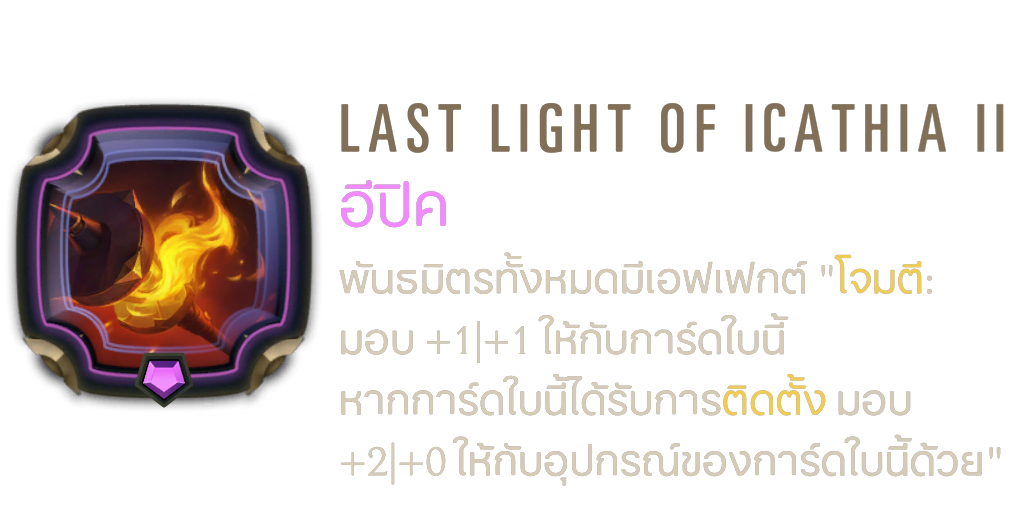 LAST LIGHT OF ICATHIA II
อีปิค
พันธมิตรทั้งหมดมีเอฟเฟกต์ "โจมตี:
มอบ +1|+1 ให้กับการ์ดใบนี้
หากการ์ดใบนี้ได้รับการติดตั้ง มอบ
+2|+0 ให้กับอุปกรณ์ของการ์ดใบนี้ด้วย"